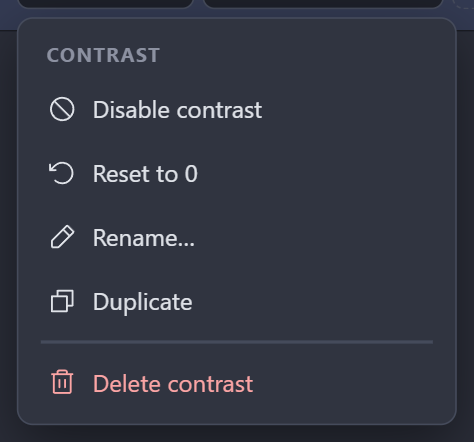 CONTRAST
Disable contrast
Reset to 0
Rename...
Duplicate
Delete contrast